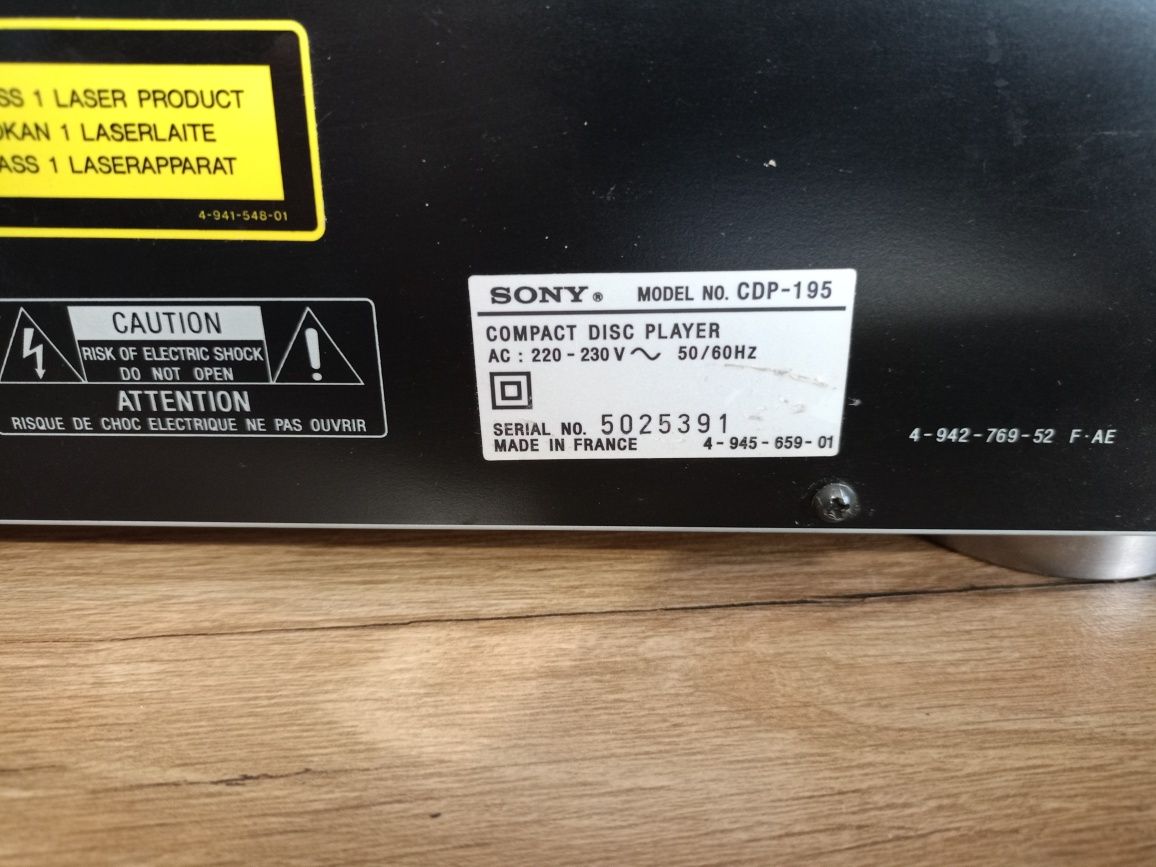 SS 1 LASER PRODUCT
OKAN 1 LASERLAITE
ASS 1 LASERAPPARAT
4-941-548-01
CAUTION
RISK OF ELECTRIC SHOCK
DO NOT OPEN
ATTENTION
RISQUE DE CHOC ELECTRIQUE NE PAS OUVRIR
SONY® MODEL NO. CDP-195
COMPACT DISC PLAYER
AC : 220 - 230 V ~ 50/60Hz
SERIAL NO. 5025391
MADE IN FRANCE 4-945-659-01
4-942-769-52 F·AE